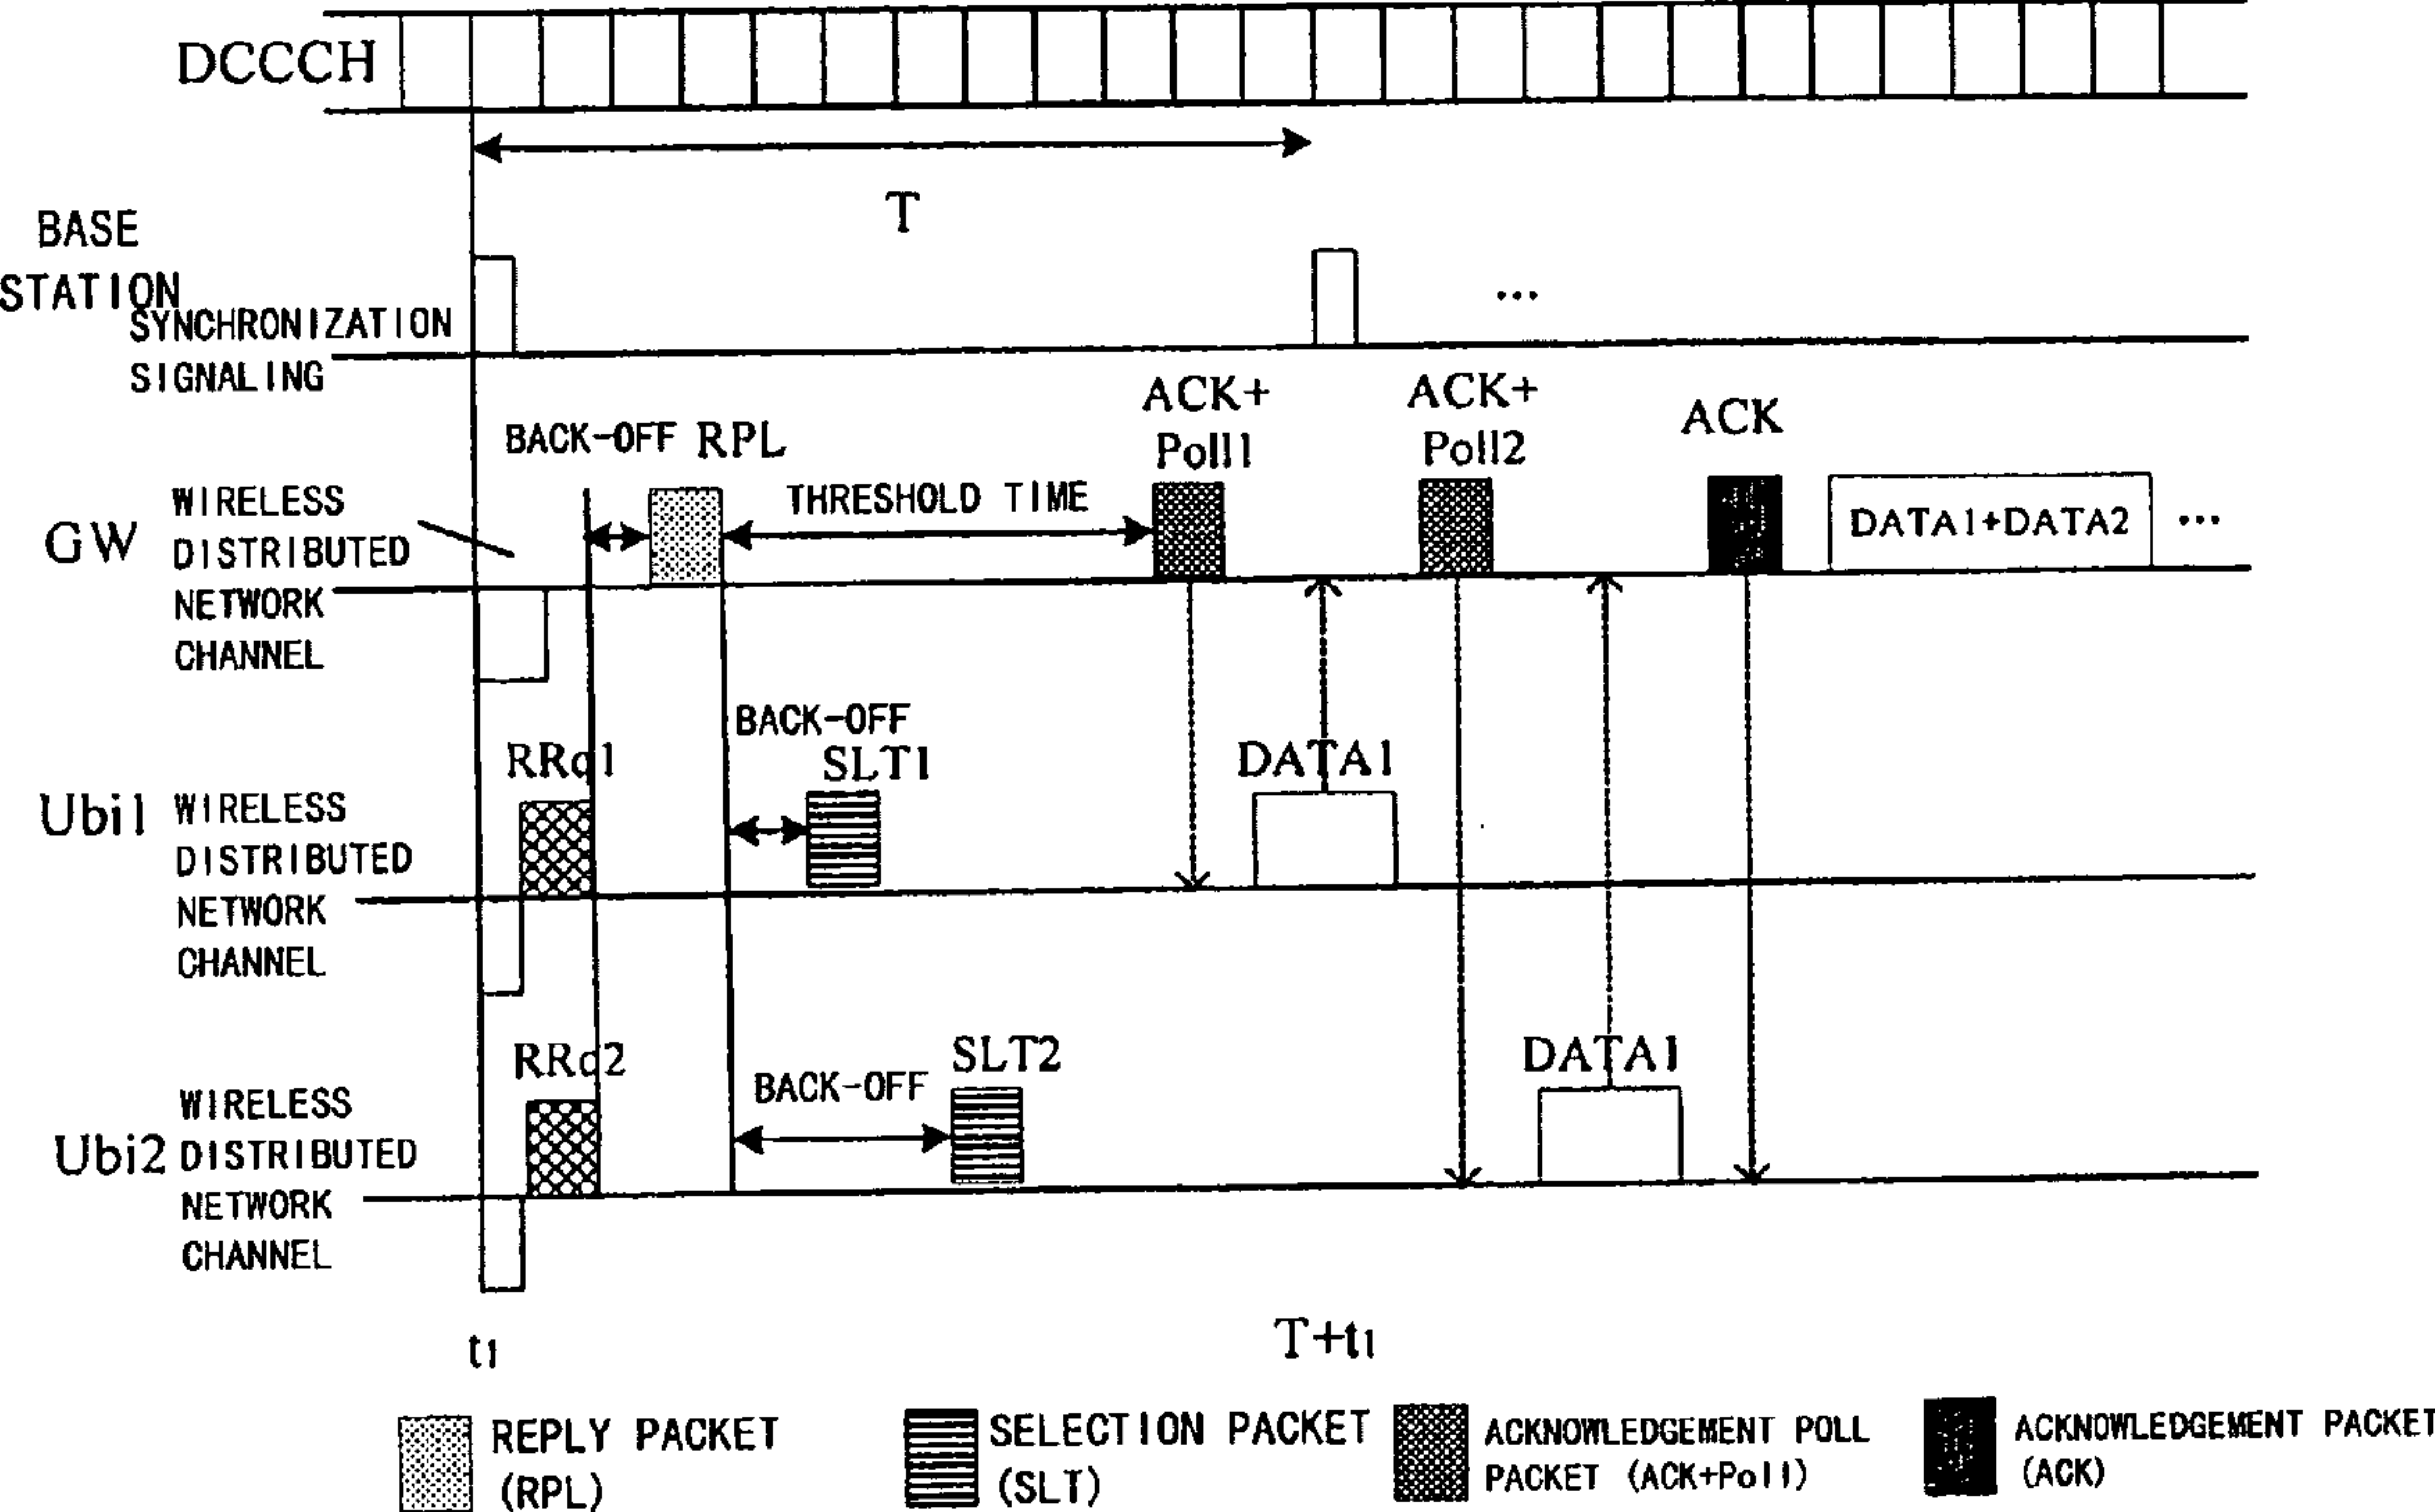 DCCCH
T
BASE
STATION
SYNCHRONIZATION
SIGNALING
...
ACK+
Poll1
ACK+
Poll2
ACK
BACK-OFF RPL
THRESHOLD TIME
GW
WIRELESS
DISTRIBUTED
NETWORK
CHANNEL
DATA1+DATA2
...
BACK-OFF
RRq1
SLT1
DATA1
Ubi1
WIRELESS
DISTRIBUTED
NETWORK
CHANNEL
RRq2
BACK-OFF
SLT2
DATA1
Ubi2
WIRELESS
DISTRIBUTED
NETWORK
CHANNEL
t1
T+t1
REPLY PACKET
(RPL)
SELECTION PACKET
(SLT)
ACKNOWLEDGEMENT POLL
PACKET (ACK+Poll)
ACKNOWLEDGEMENT PACKET
(ACK)